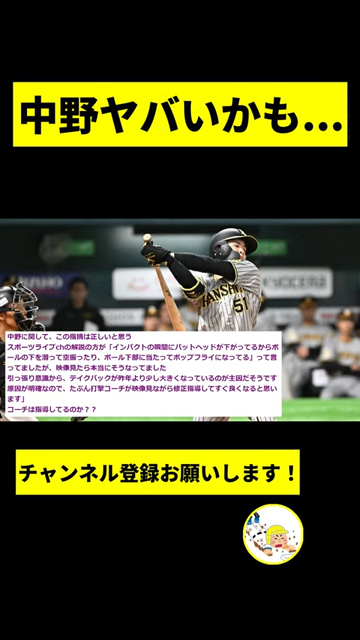 中野ヤバいかも...
HANSHIN
51
中野に関して、この指摘は正しいと思う
スポーツライブchの解説の方が「インパクトの瞬間にバットヘッドが下がってるからボ
ールの下を潜って空振ったり、ボール下部に当たってポップフライになってる」って言
ってましたが、映像見たら本当にそうなってました
引っ張り意識から、テイクバックが昨年より少し大きくなっているのが主因だそうです
原因が明確なので、たぶん打撃コーチが映像見ながら修正指導してすぐ良くなると思い
ます」
コーチは指導してるのか？？
チャンネル登録お願いします！